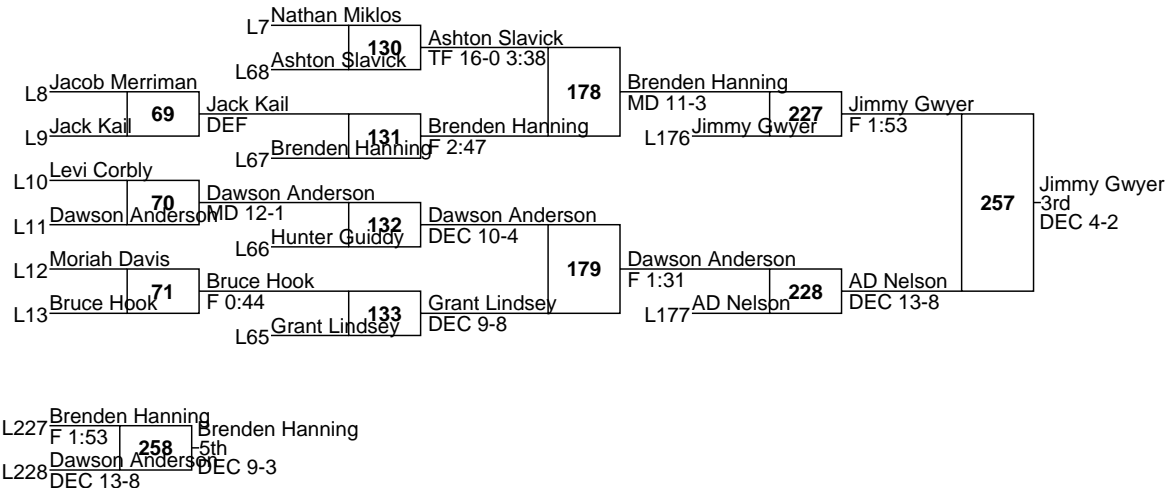 L7 Nathan Miklos
130
L68 Ashton Slavick
Ashton Slavick
TF 16-0 3:38
L8 Jacob Merriman
69
L9 Jack Kail
Jack Kail
DEF
131
L67 Brenden Hanning
Brenden Hanning
F 2:47
178
Brenden Hanning
MD 11-3
227
L176 Jimmy Gwyer
Jimmy Gwyer
F 1:53
L10 Levi Corbly
70
L11 Dawson Anderson
Dawson Anderson
MD 12-1
132
L66 Hunter Guiddy
Dawson Anderson
DEC 10-4
L12 Moriah Davis
71
L13 Bruce Hook
Bruce Hook
F 0:44
133
L65 Grant Lindsey
Grant Lindsey
DEC 9-8
179
Dawson Anderson
F 1:31
228
L177 AD Nelson
AD Nelson
DEC 13-8
257
Jimmy Gwyer
3rd
DEC 4-2
L227 Brenden Hanning
F 1:53
258
L228 Dawson Anderson
DEC 13-8
Brenden Hanning
5th
DEC 9-3